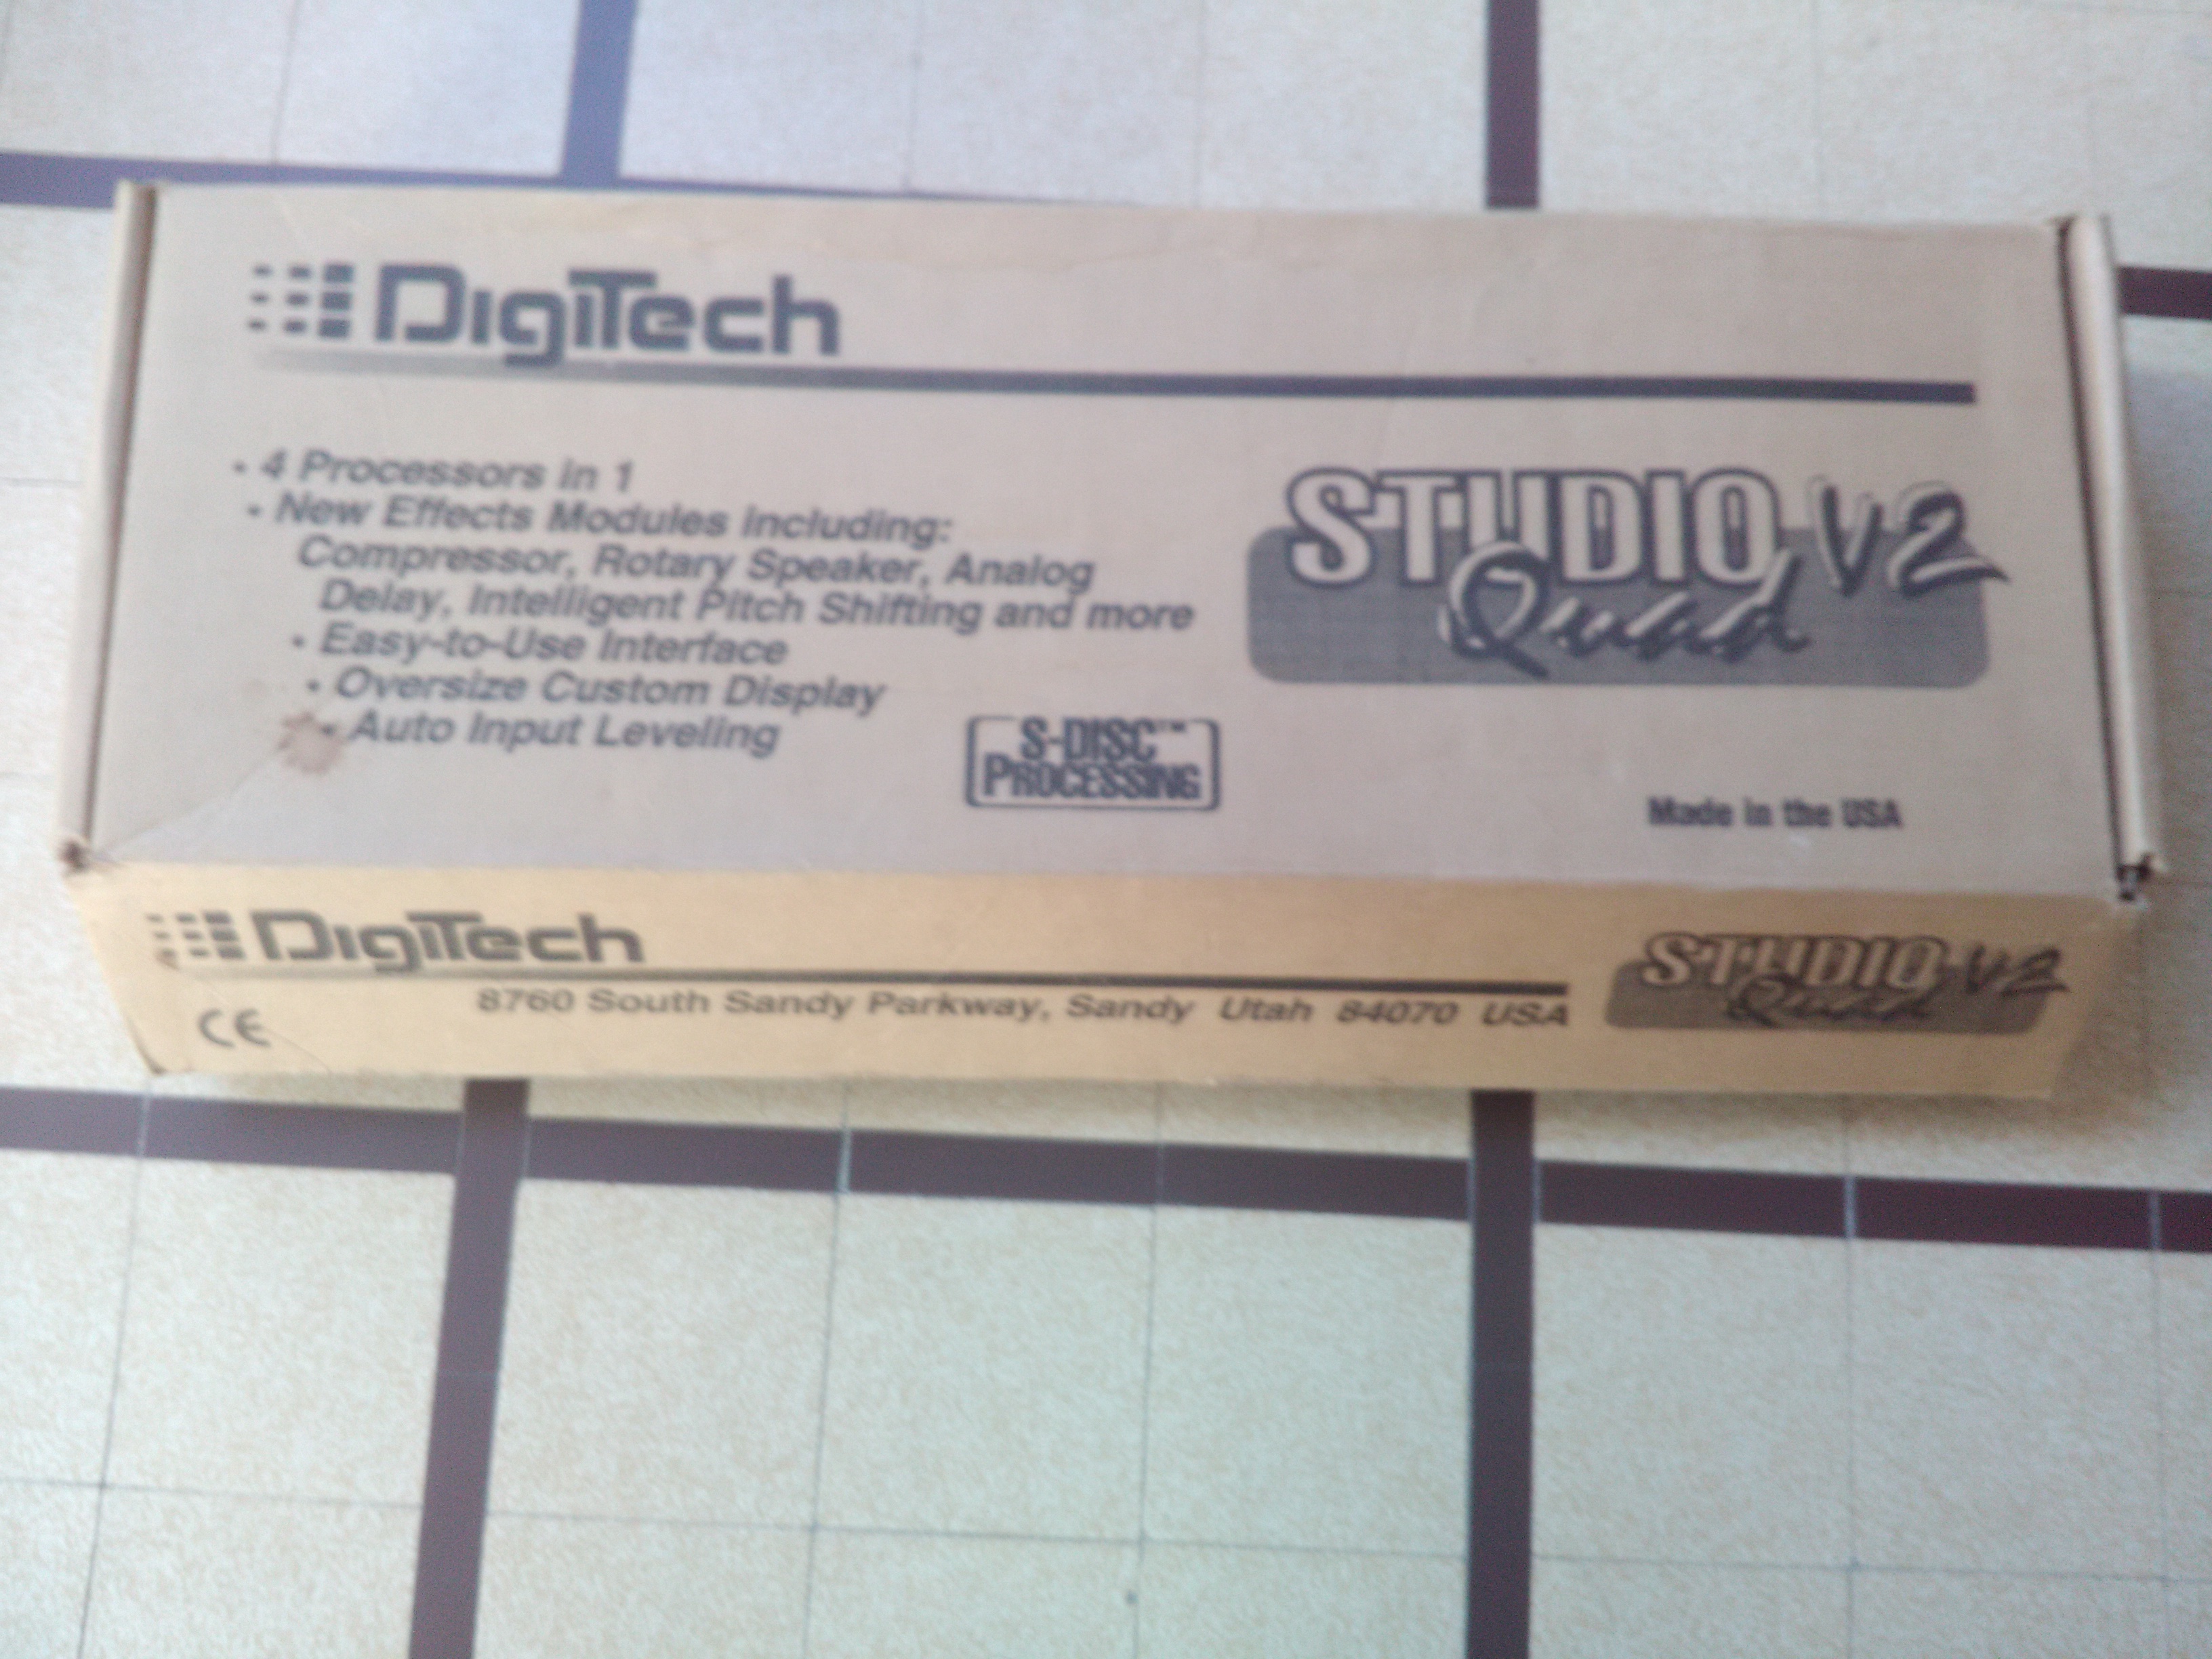 DigiTech
• 4 Processors in 1
• New Effects Modules including:
Compressor, Rotary Speaker, Analog
Delay, Intelligent Pitch Shifting and more
• Easy-to-Use Interface
• Oversize Custom Display
• Auto Input Leveling
STUDIO V2
Quad
S-DISC™
PROCESSING
Made in the USA
DigiTech
STUDIO V2
Quad
8760 South Sandy Parkway, Sandy Utah 84070 USA
CE